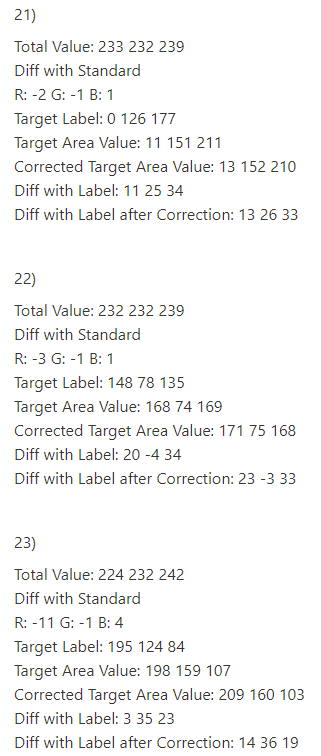 21)
Total Value: 233 232 239
Diff with Standard
R: -2 G: -1 B: 1
Target Label: 0 126 177
Target Area Value: 11 151 211
Corrected Target Area Value: 13 152 210
Diff with Label: 11 25 34
Diff with Label after Correction: 13 26 33
22)
Total Value: 232 232 239
Diff with Standard
R: -3 G: -1 B: 1
Target Label: 148 78 135
Target Area Value: 168 74 169
Corrected Target Area Value: 171 75 168
Diff with Label: 20 -4 34
Diff with Label after Correction: 23 -3 33
23)
Total Value: 224 232 242
Diff with Standard
R: -11 G: -1 B: 4
Target Label: 195 124 84
Target Area Value: 198 159 107
Corrected Target Area Value: 209 160 103
Diff with Label: 3 35 23
Diff with Label after Correction: 14 36 19